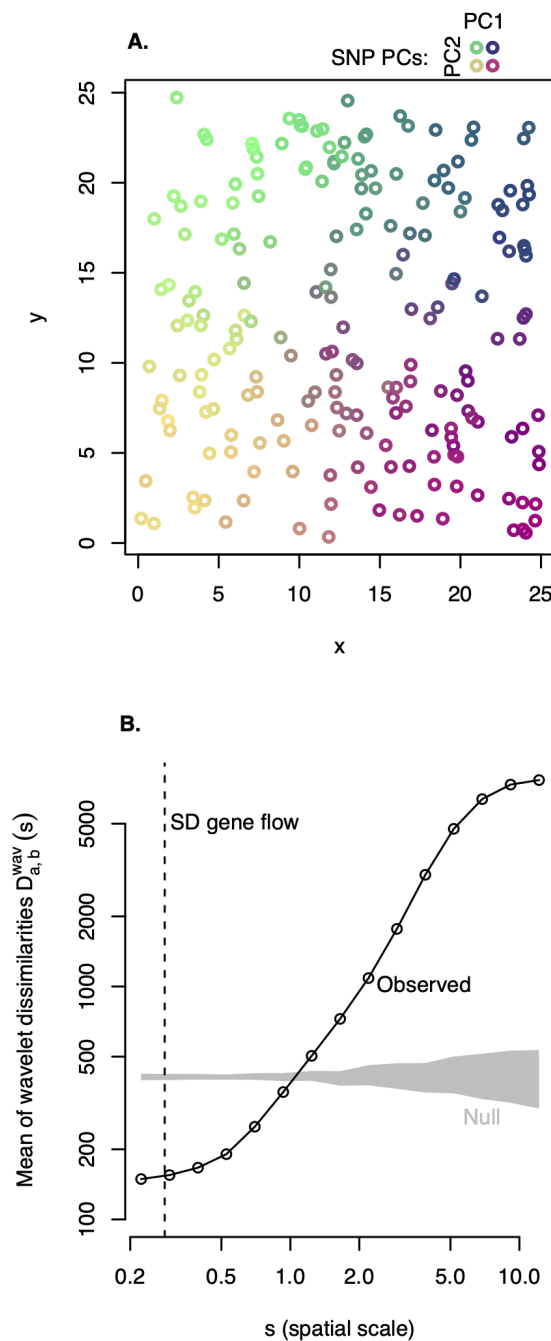 A.
PC1
SNP PCs:
PC2
25
20
15
10
5
0
y
0 5 10 15 20 25
x
B.
Mean of wavelet dissimilarities D^wav_a, b (s)
5000
2000
1000
500
200
100
SD gene flow
Observed
Null
0.2 0.5 1.0 2.0 5.0 10.0
s (spatial scale)